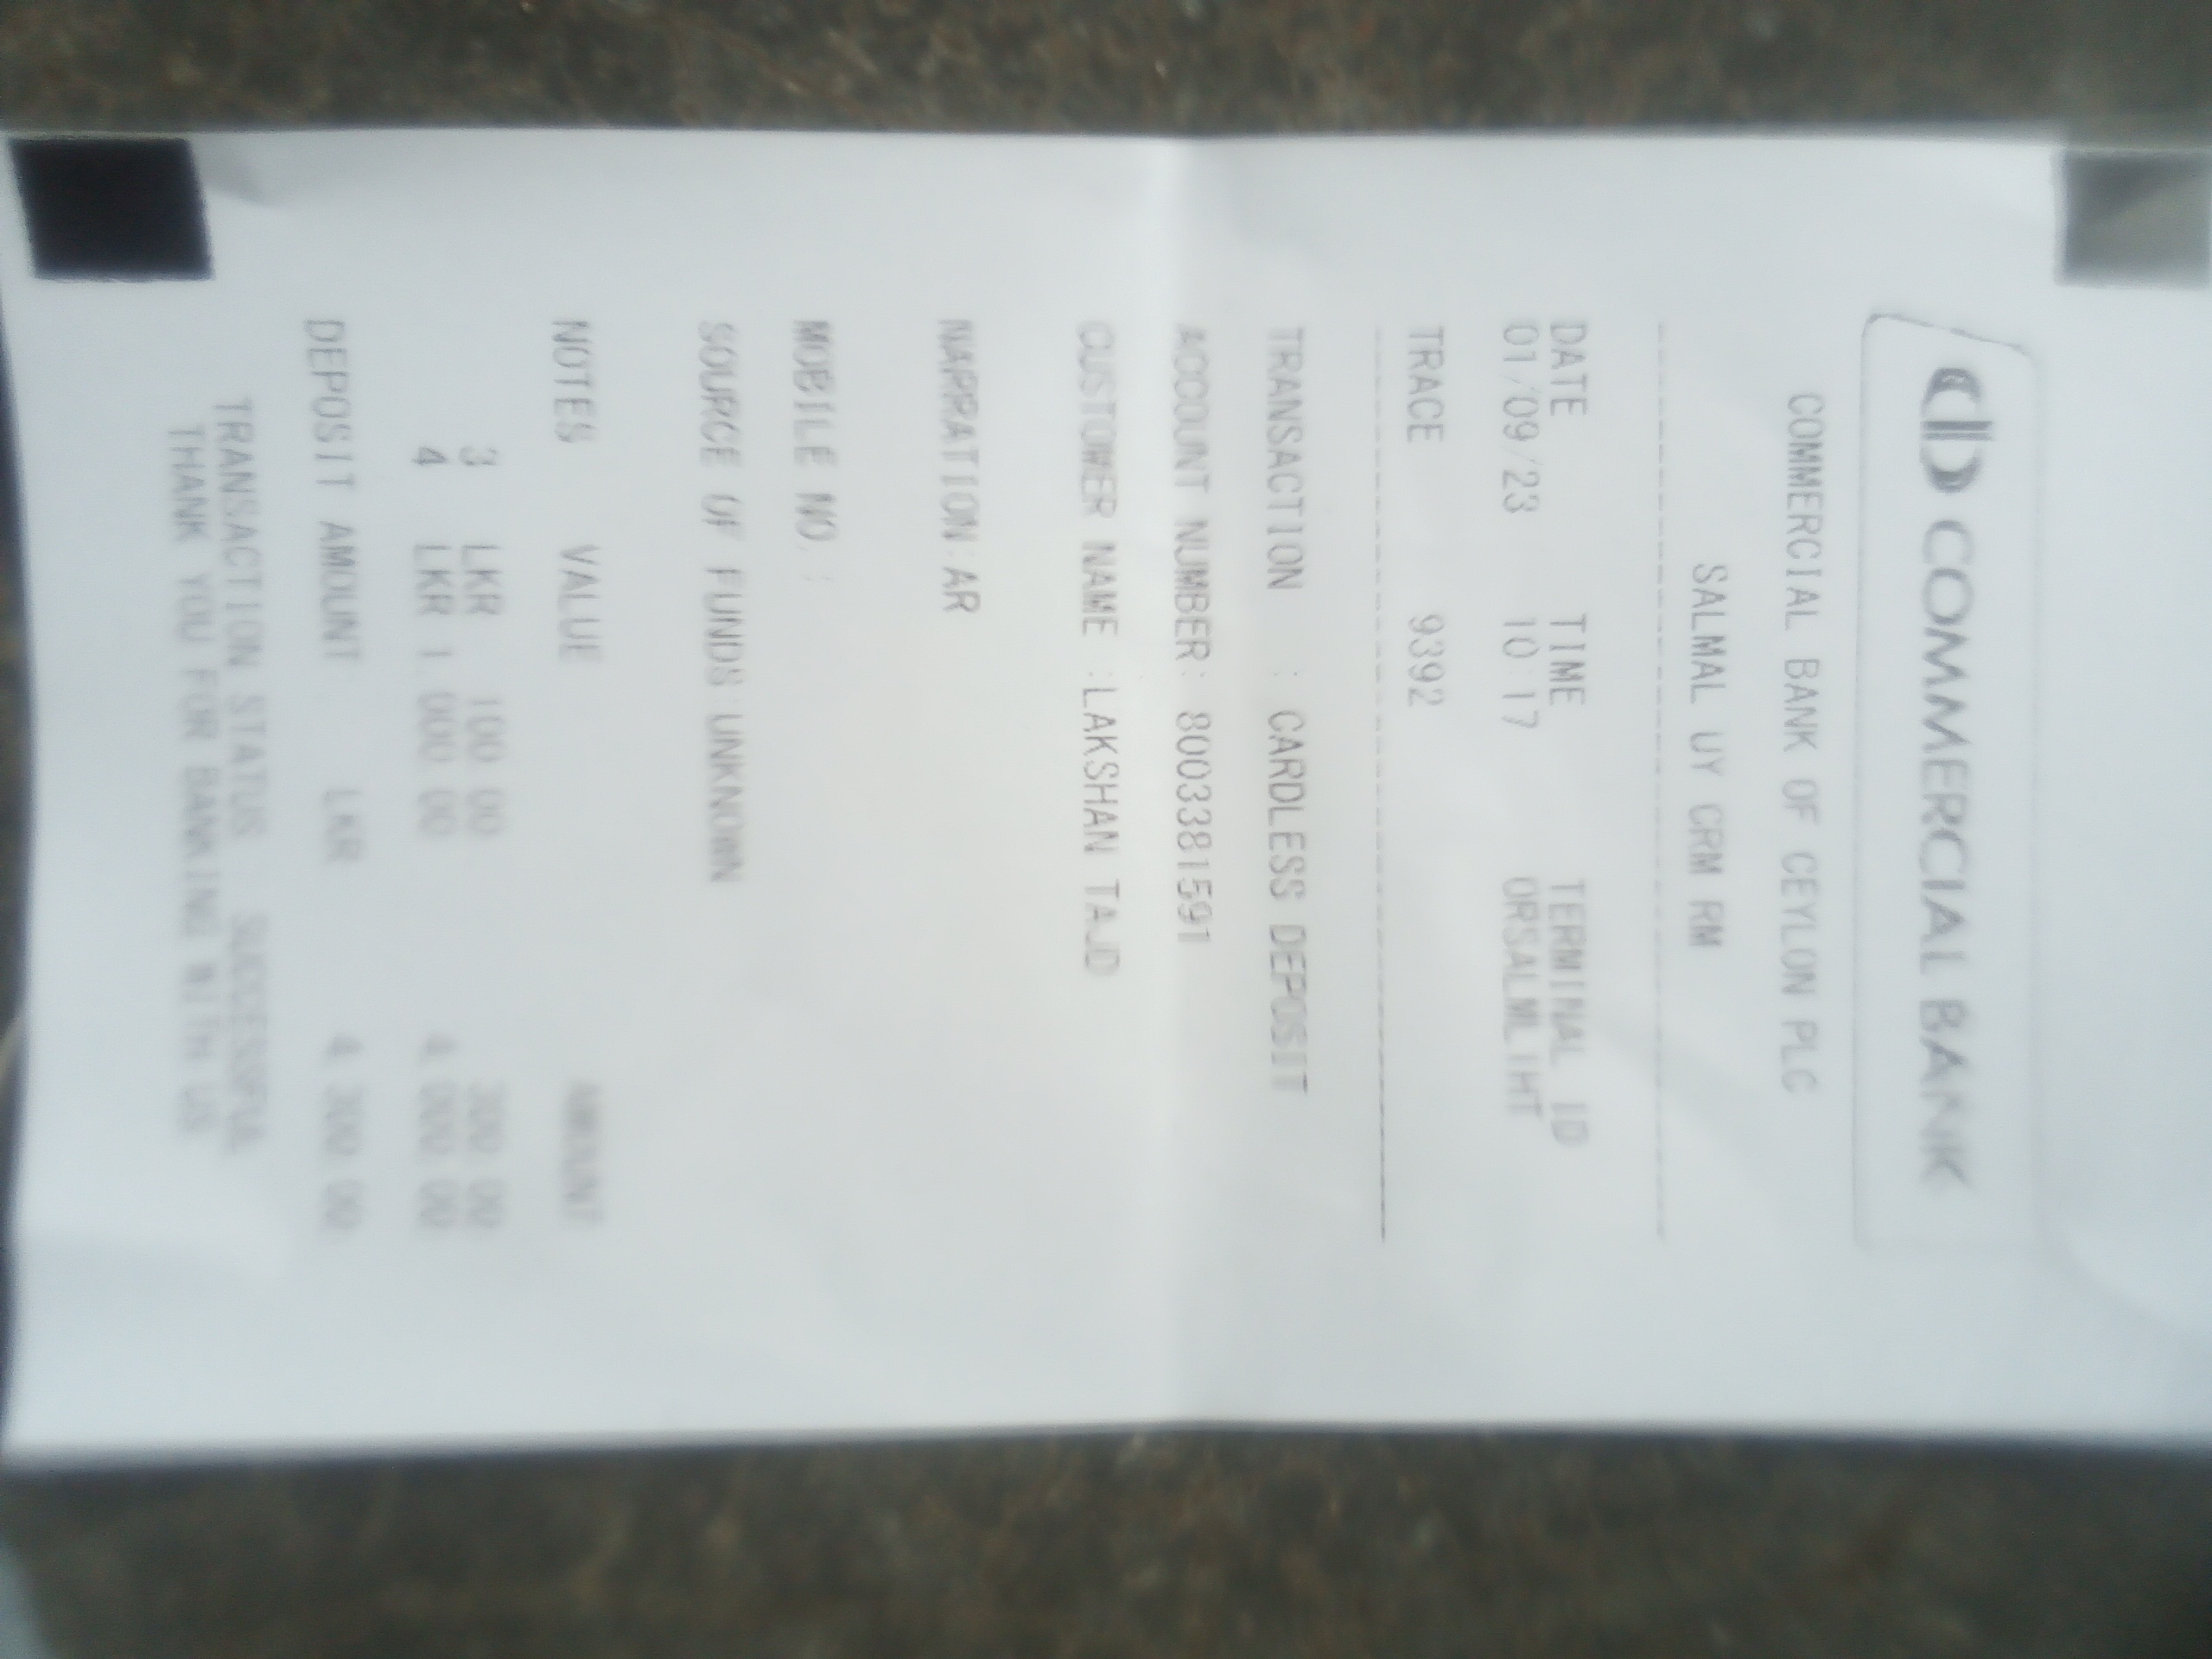 COMMERCIAL BANK
COMMERCIAL BANK OF CEYLON PLC
SALMAL UY CRM RM
DATE TIME TERMINAL ID
01/09/23 10:17 ORSALMLIHT
TRACE 9392
TRANSACTION : CARDLESS DEPOSIT
ACCOUNT NUMBER: 8003381591
CUSTOMER NAME :LAKSHAN TAJD
NARRATION:AR
MOBILE NO. :
SOURCE OF FUNDS:UNKNOWN
NOTES VALUE AMOUNT
3 LKR 100.00 300.00
4 LKR 1,000.00 4,000.00
DEPOSIT AMOUNT: LKR 4,300.00
TRANSACTION STATUS : SUCCESSFUL
THANK YOU FOR BANKING WITH US